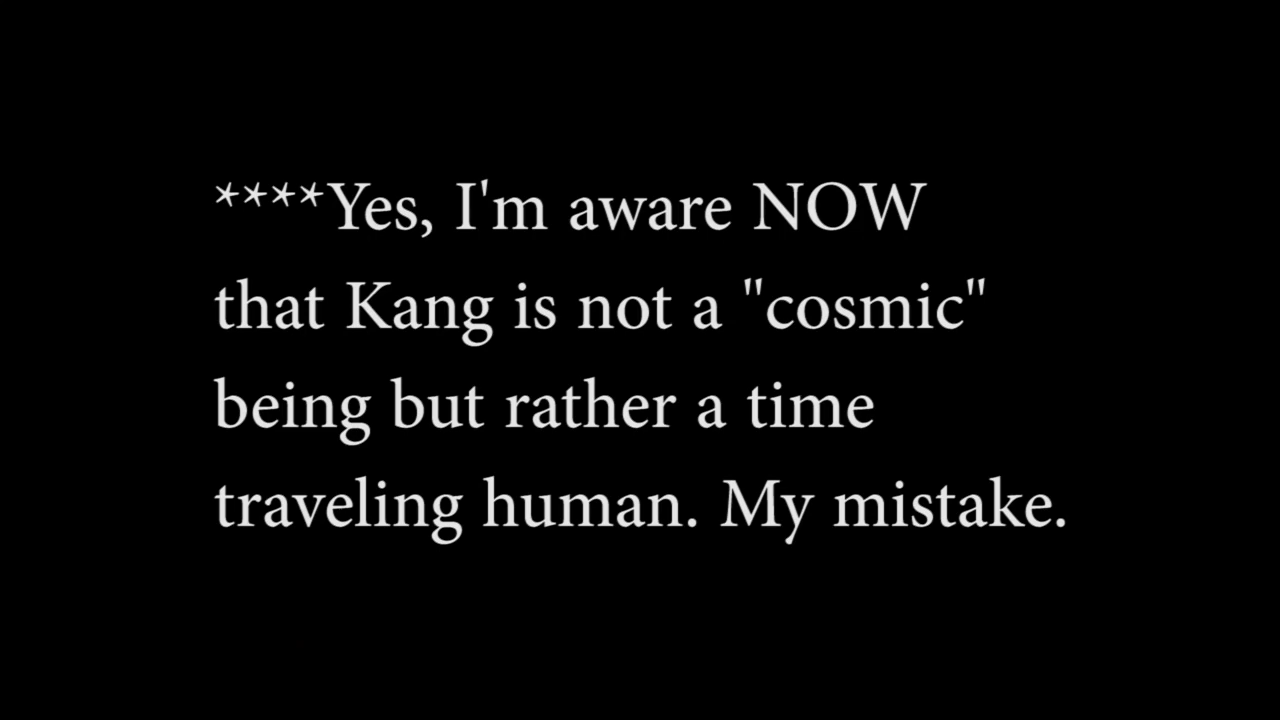 ****Yes, I'm aware NOW
that Kang is not a "cosmic"
being but rather a time
traveling human. My mistake.